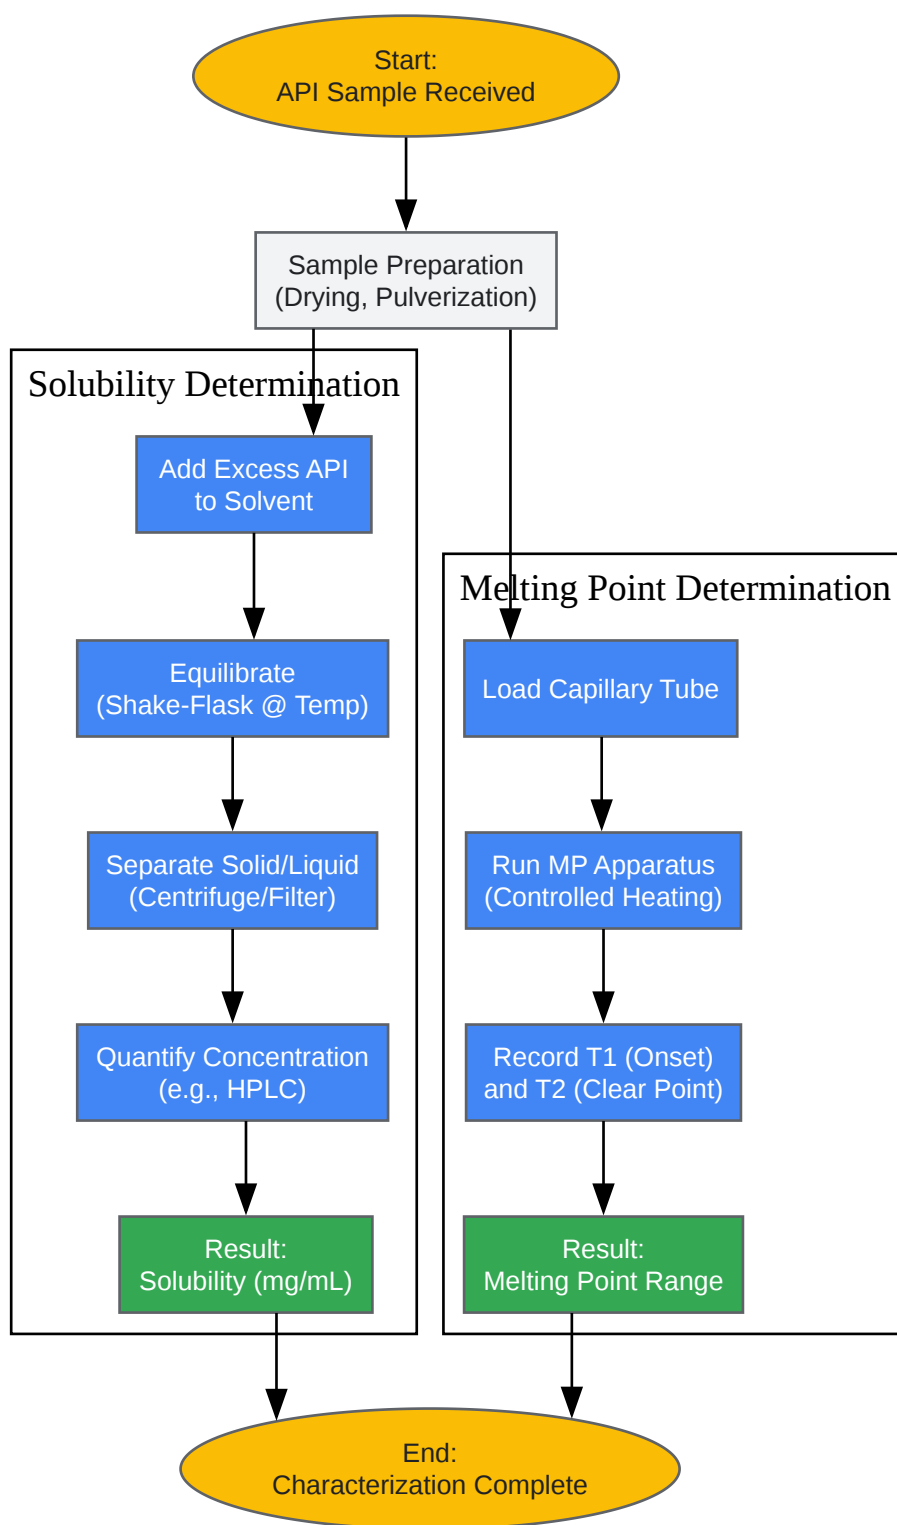 Start:
API Sample Received
Sample Preparation
(Drying, Pulverization)
Solubility Determination
Add Excess API
to Solvent
Equilibrate
(Shake-Flask @ Temp)
Separate Solid/Liquid
(Centrifuge/Filter)
Quantify Concentration
(e.g., HPLC)
Result:
Solubility (mg/mL)
Melting Point Determination
Load Capillary Tube
Run MP Apparatus
(Controlled Heating)
Record T1 (Onset)
and T2 (Clear Point)
Result:
Melting Point Range
End:
Characterization Complete